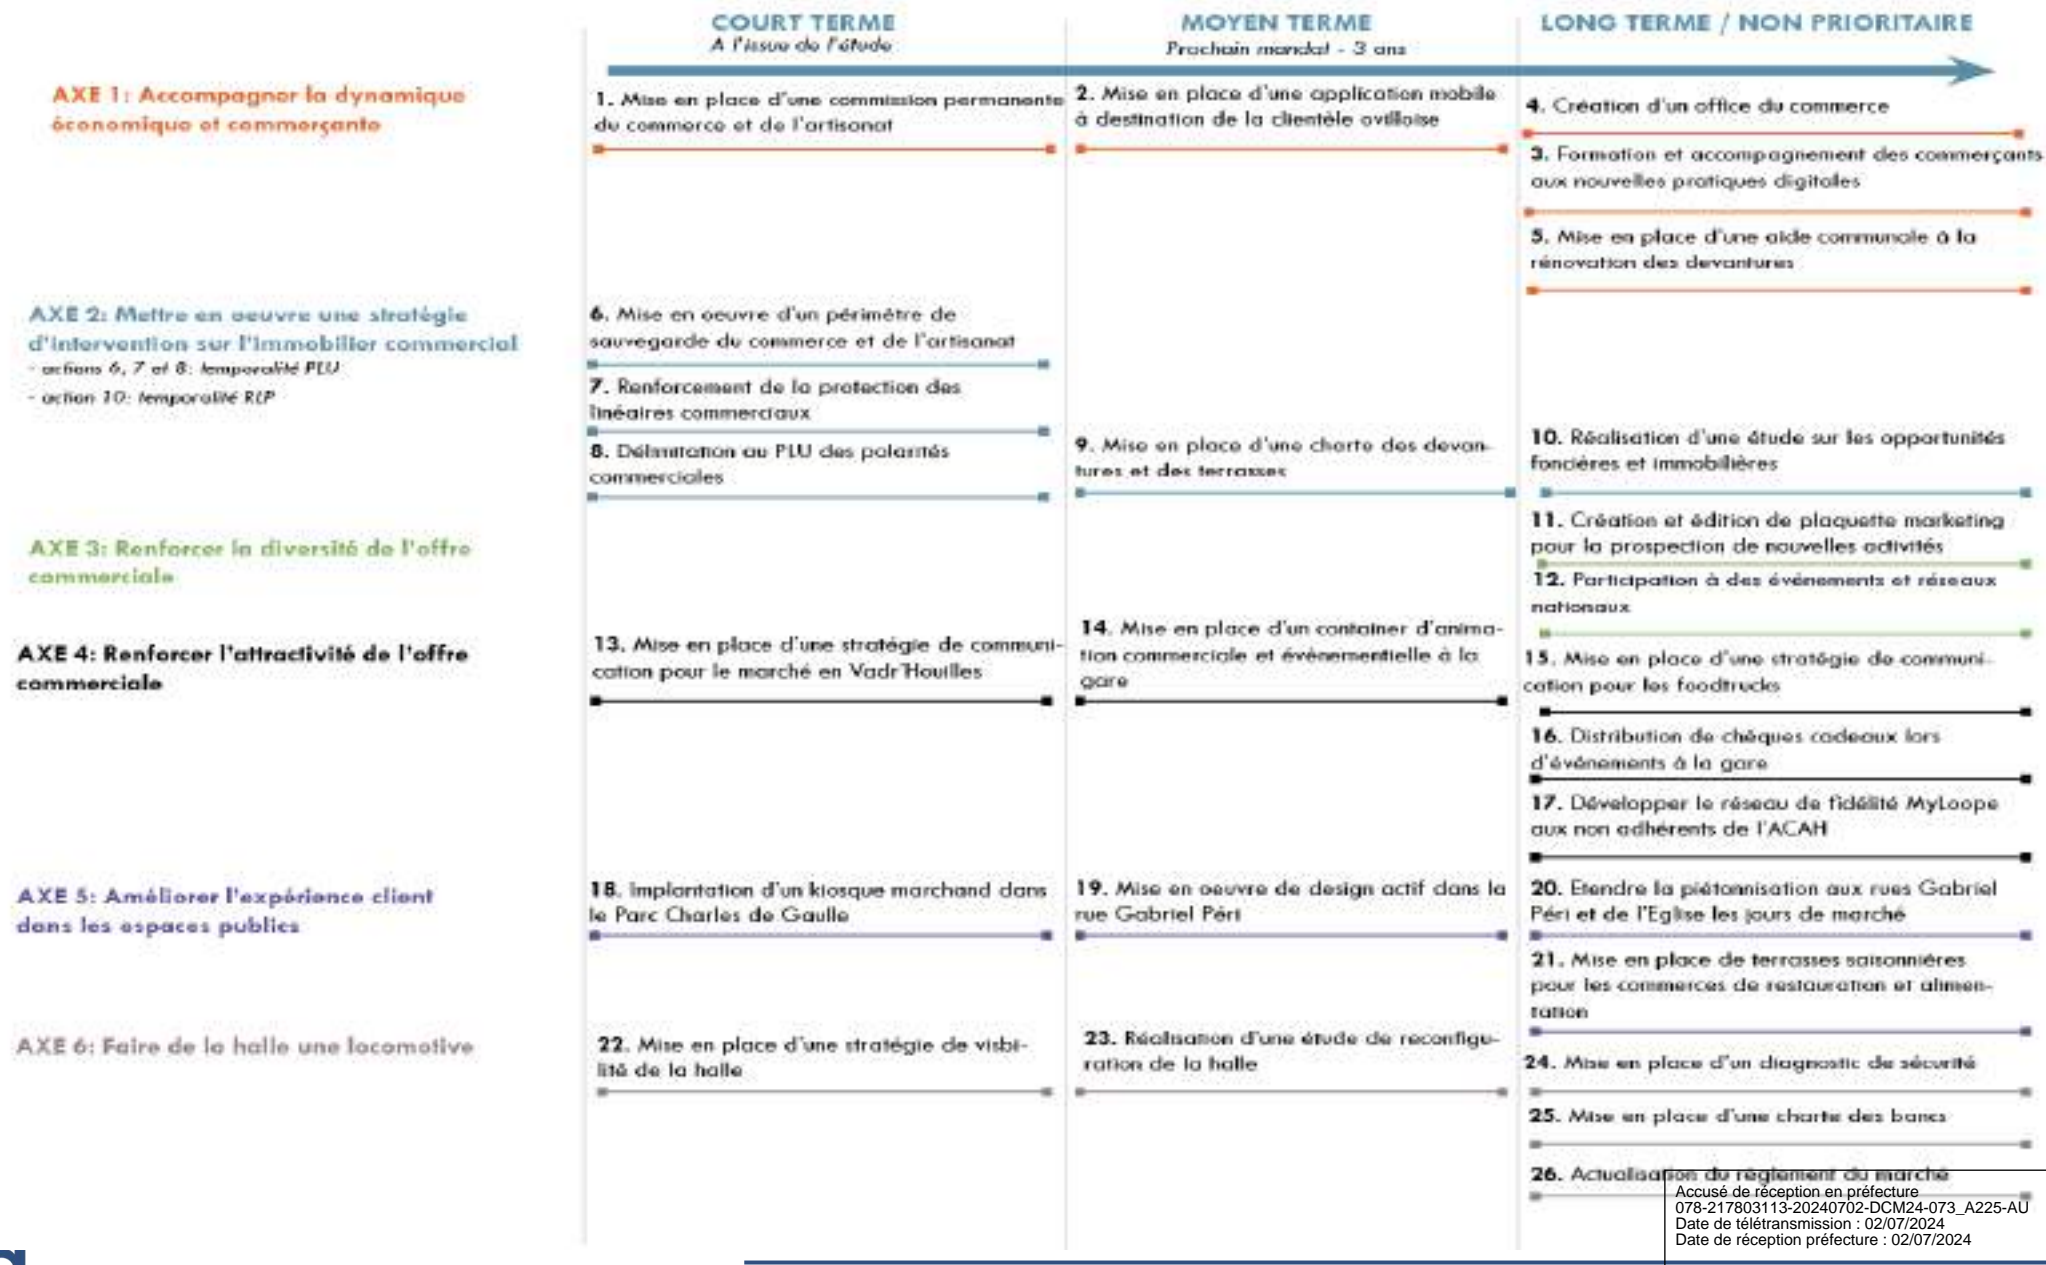 COURT TERME
A l'issue de l'étude
MOYEN TERME
Prochain mandat - 3 ans
LONG TERME / NON PRIORITAIRE
AXE 1: Accompagner la dynamique
économique et commerçante
1. Mise en place d'une commission permanente
du commerce et de l'artisanat
2. Mise en place d'une application mobile
à destination de la clientèle ovilloise
4. Création d'un office du commerce
3. Formation et accompagnement des commerçants
aux nouvelles pratiques digitales
5. Mise en place d'une aide communale à la
rénovation des devantures
AXE 2: Mettre en oeuvre une stratégie
d'intervention sur l'immobilier commercial
- actions 6, 7 et 8: temporalité PLU
- action 10: temporalité RLP
6. Mise en oeuvre d'un périmètre de
sauvegarde du commerce et de l'artisanat
7. Renforcement de la protection des
linéaires commerciaux
8. Délimitation au PLU des polarités
commerciales
9. Mise en place d'une charte des devan-
tures et des terrasses
10. Réalisation d'une étude sur les opportunités
foncières et immobillières
AXE 3: Renforcer la diversité de l'offre
commerciale
11. Création et édition de plaquette marketing
pour la prospection de nouvelles activités
12. Participation à des événements et réseaux
nationaux
AXE 4: Renforcer l'attractivité de l'offre
commerciale
13. Mise en place d'une stratégie de communi-
cation pour le marché en Vadr'Houilles
14. Mise en place d'un container d'anima-
tion commerciale et évènementielle à la
gare
15. Mise en place d'une stratégie de communi-
cation pour les foodtrucks
16. Distribution de chèques cadeaux lors
d'événements à la gare
17. Développer le réseau de fidélité MyLoope
aux non adhérents de l'ACAH
AXE 5: Améliorer l'expérience client
dans les espaces publics
18. Implantation d'un kiosque marchand dans
le Parc Charles de Gaulle
19. Mise en oeuvre de design actif dans la
rue Gabriel Péri
20. Etendre la piétonnisation aux rues Gabriel
Péri et de l'Eglise les jours de marché
21. Mise en place de terrasses saisonnières
pour les commerces de restauration et alimen-
tation
AXE 6: Faire de la halle une locomotive
22. Mise en place d'une stratégie de visbi-
lité de la halle
23. Réalisation d'une étude de reconfigu-
ration de la halle
24. Mise en place d'un diagnostic de sécurité
25. Mise en place d'une charte des bancs
26. Actualisation du règlement du marché
Accusé de réception en préfecture
078-217803113-20240702-DCM24-073_A225-AU
Date de télétransmission : 02/07/2024
Date de réception préfecture : 02/07/2024